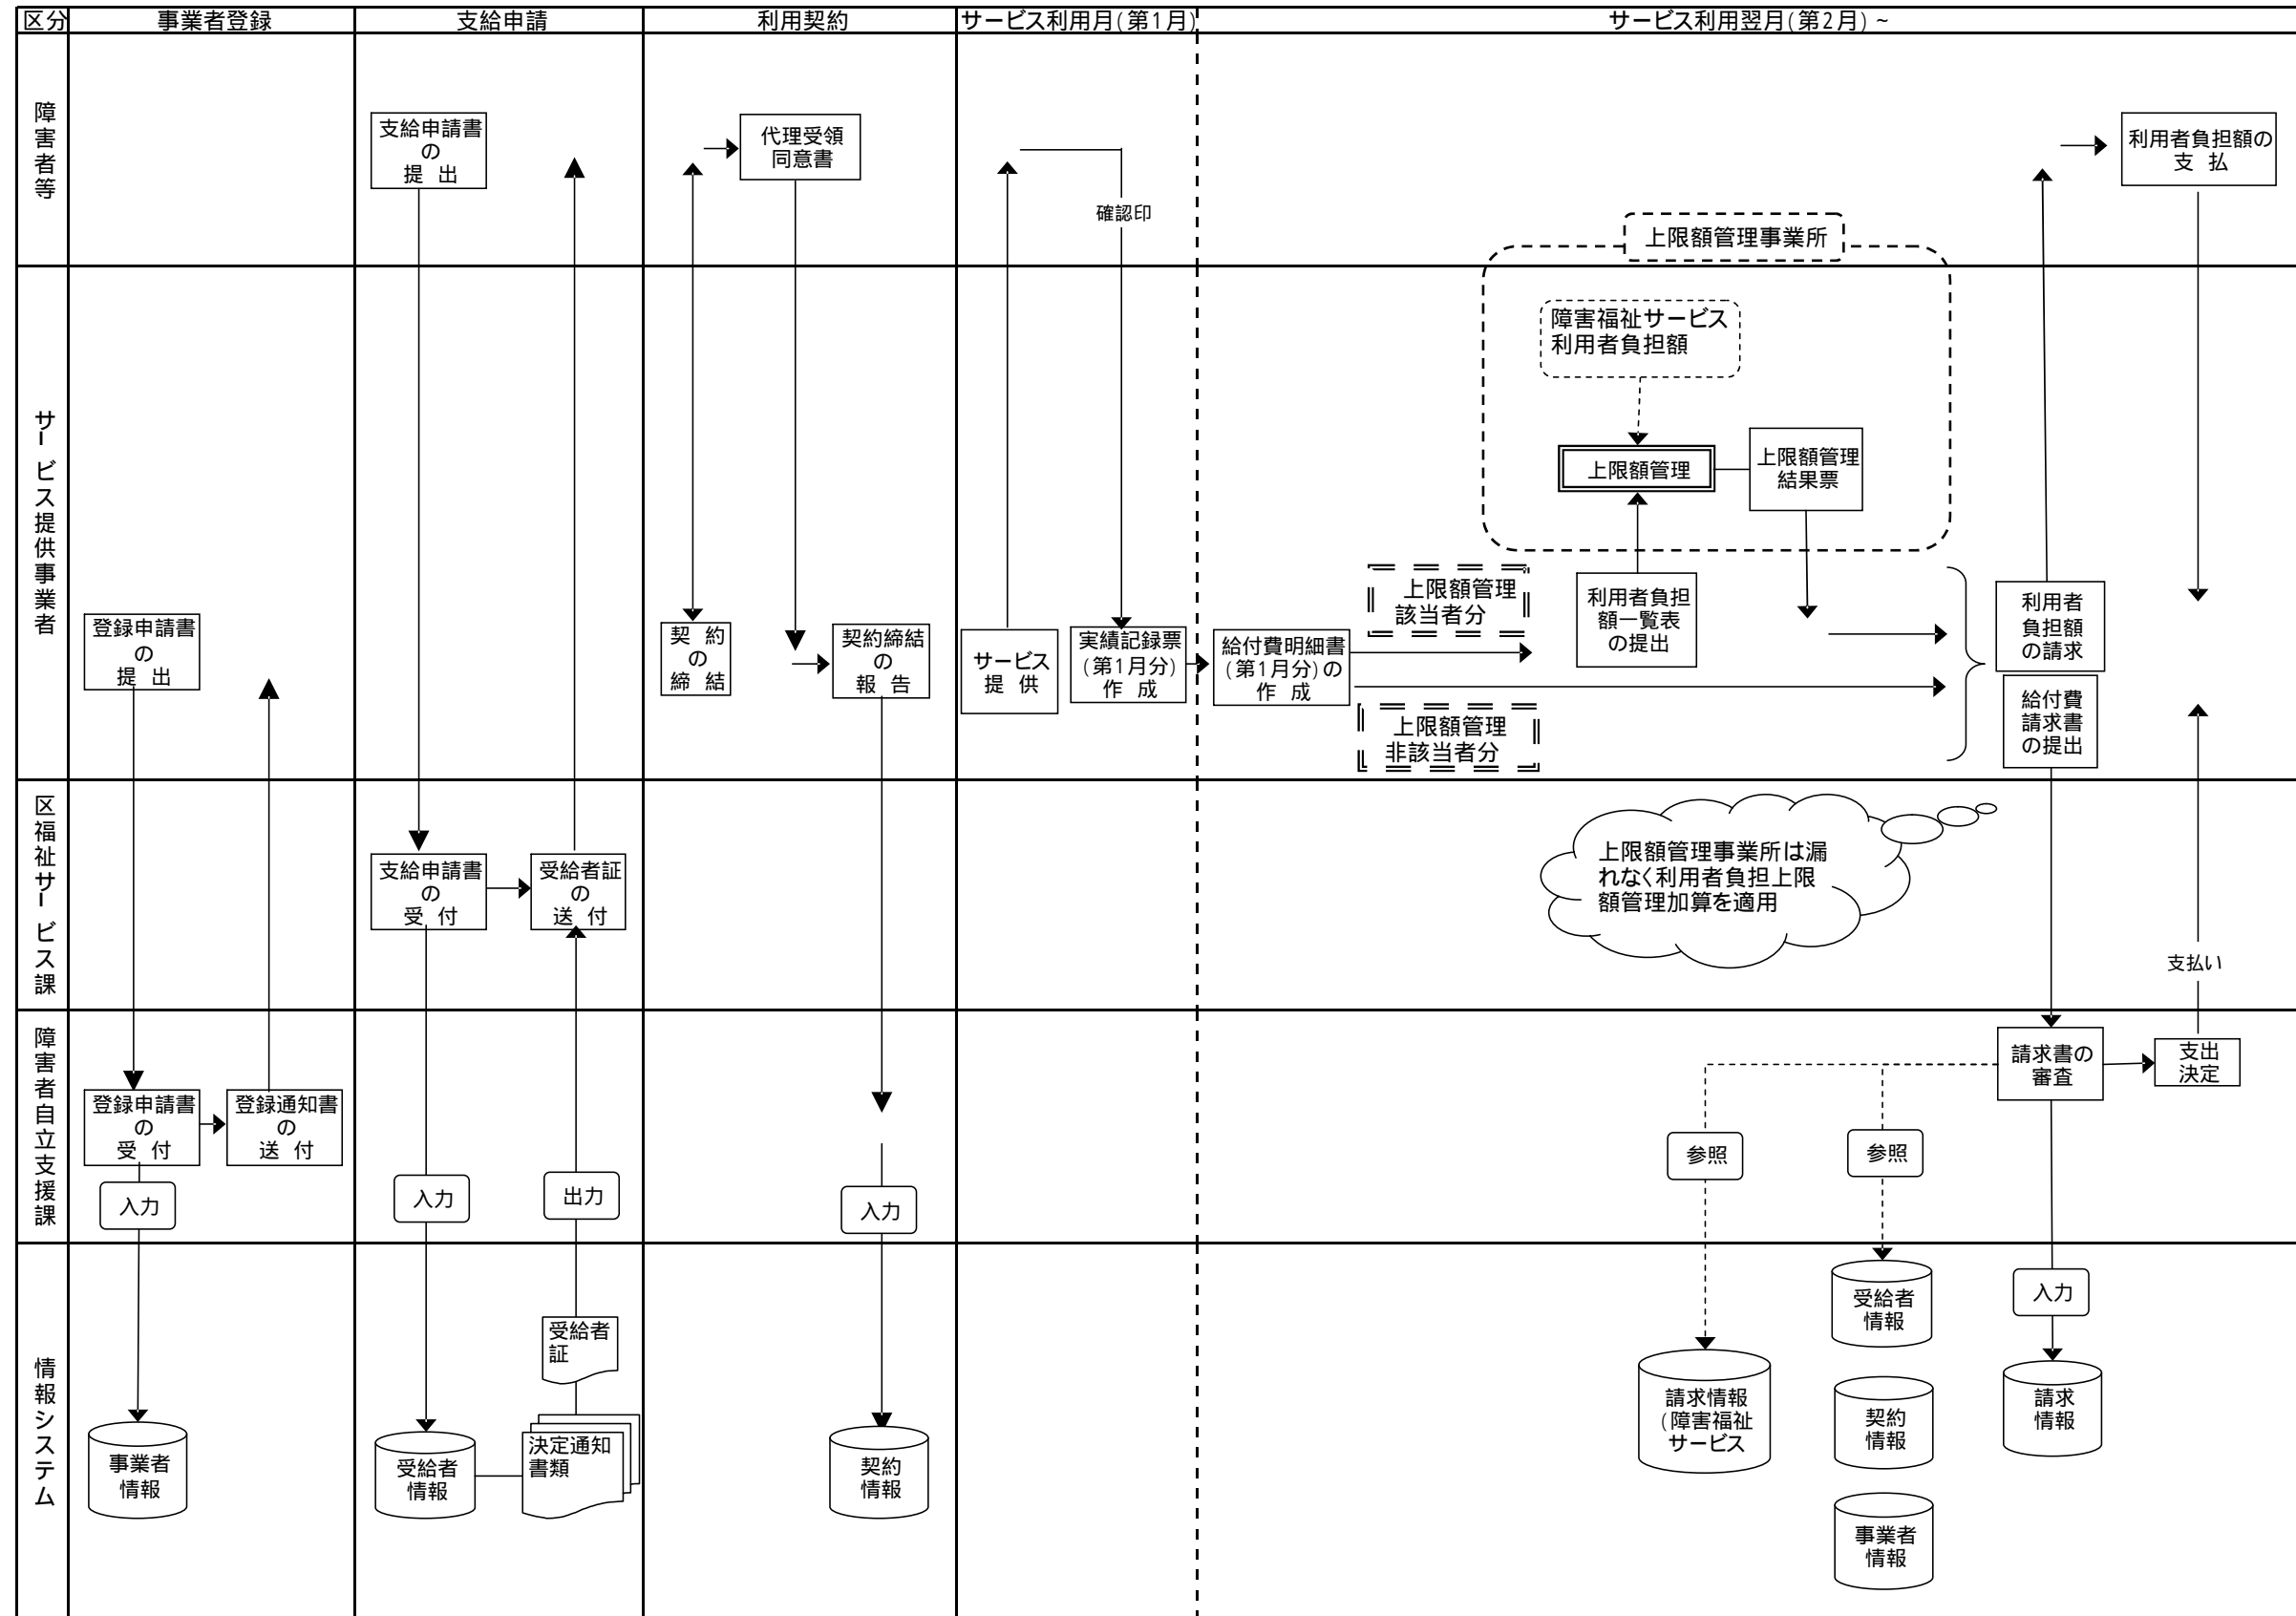 区分
事業者登録
支給申請
利用契約
サービス利用月(第1月)
サービス利用翌月(第2月)~
障害者等
支給申請書
の
提 出
代理受領
同意書
確認印
利用者負担額の
支 払
上限額管理事業所
サービス提供事業者
登録申請書
の
提 出
契 約
の
締 結
契約締結
の
報 告
サービス
提 供
実績記録票
(第1月分)
作 成
給付費明細書
(第1月分)の
作 成
障害福祉サービス
利用者負担額
上限額管理
上限額管理
結果票
上限額管理
該当者分
利用者負担
額一覧表
の提出
上限額管理
非該当者分
利用者
負担額
の請求
給付費
請求書
の提出
区福祉サービス課
支給申請書
の
受 付
受給者証
の
送 付
上限額管理事業所は漏
れなく利用者負担上限
額管理加算を適用
支払い
障害者自立支援課
登録申請書
の
受 付
登録通知書
の
送 付
入力
入力
出力
入力
請求書の
審査
支出
決定
参照
参照
情報システム
事業者
情報
受給者
情報
受給者
証
決定通知
書類
契約
情報
請求情報
(障害福祉
サービス
受給者
情報
契約
情報
事業者
情報
入力
請求
情報